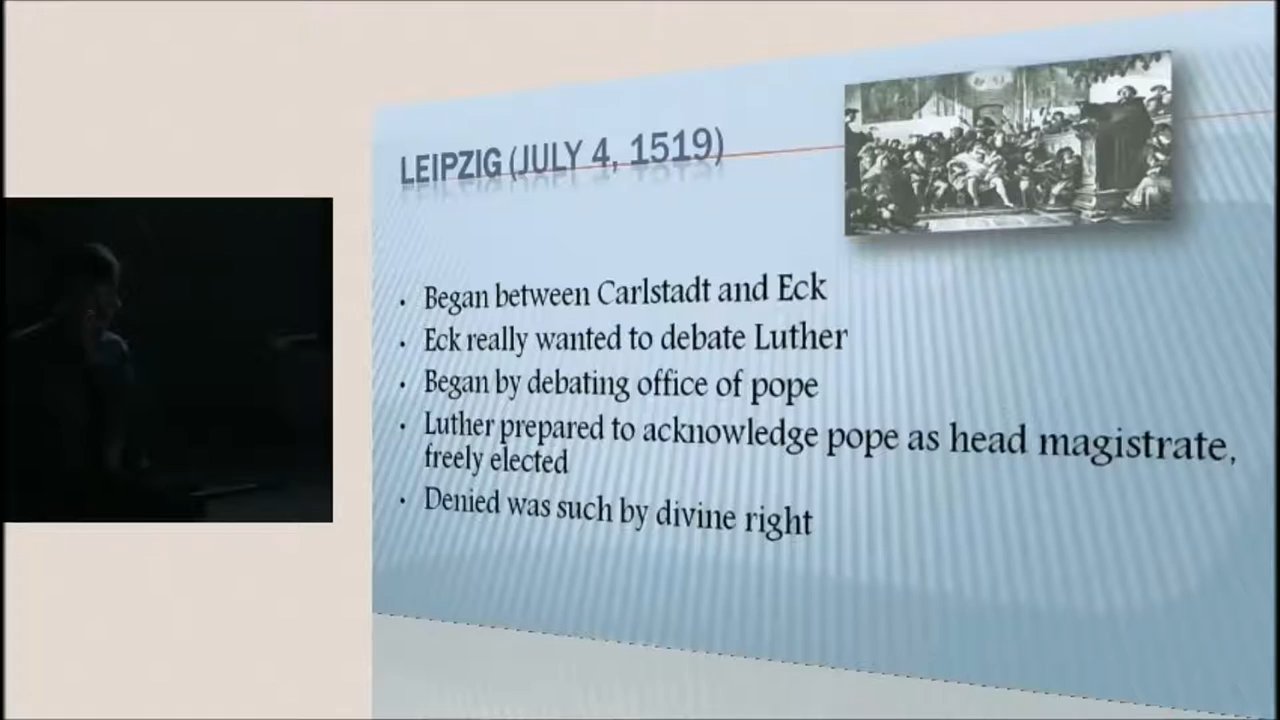 LEIPZIG (JULY 4, 1519)
• Began between Carlstadt and Eck
• Eck really wanted to debate Luther
• Began by debating office of pope
• Luther prepared to acknowledge pope as head magistrate,
freely elected
• Denied was such by divine right